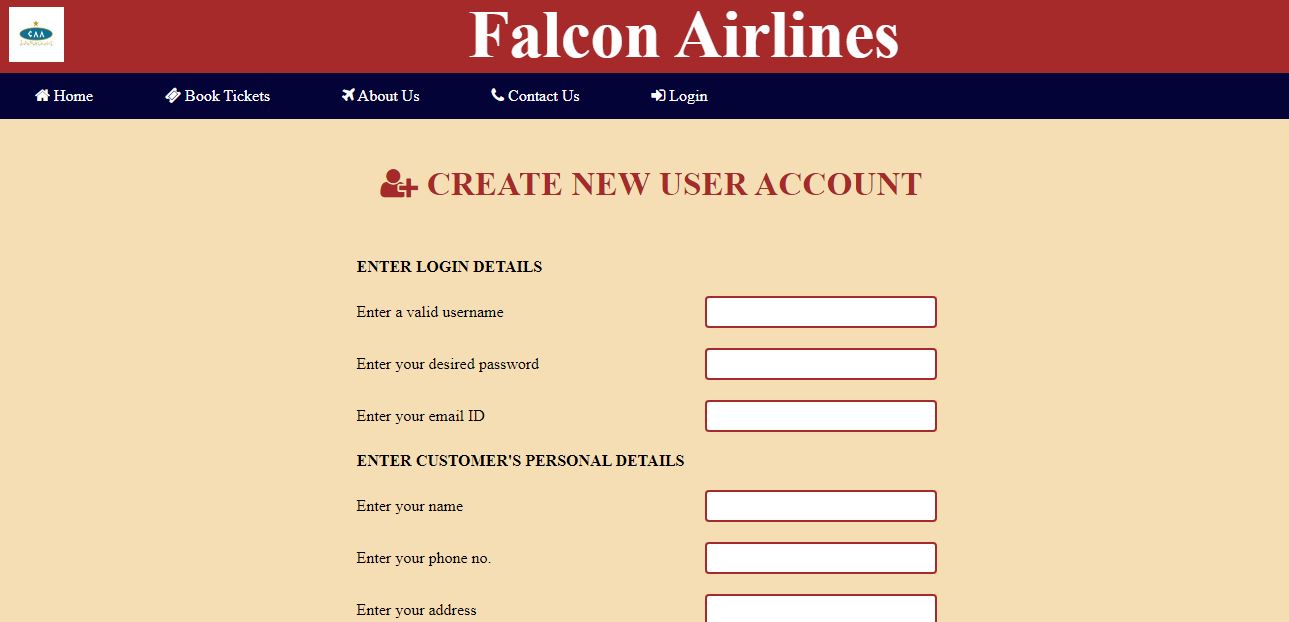 CAA
Falcon Airlines
Home Book Tickets About Us Contact Us Login
CREATE NEW USER ACCOUNT
ENTER LOGIN DETAILS
Enter a valid username
Enter your desired password
Enter your email ID
ENTER CUSTOMER'S PERSONAL DETAILS
Enter your name
Enter your phone no.
Enter your address